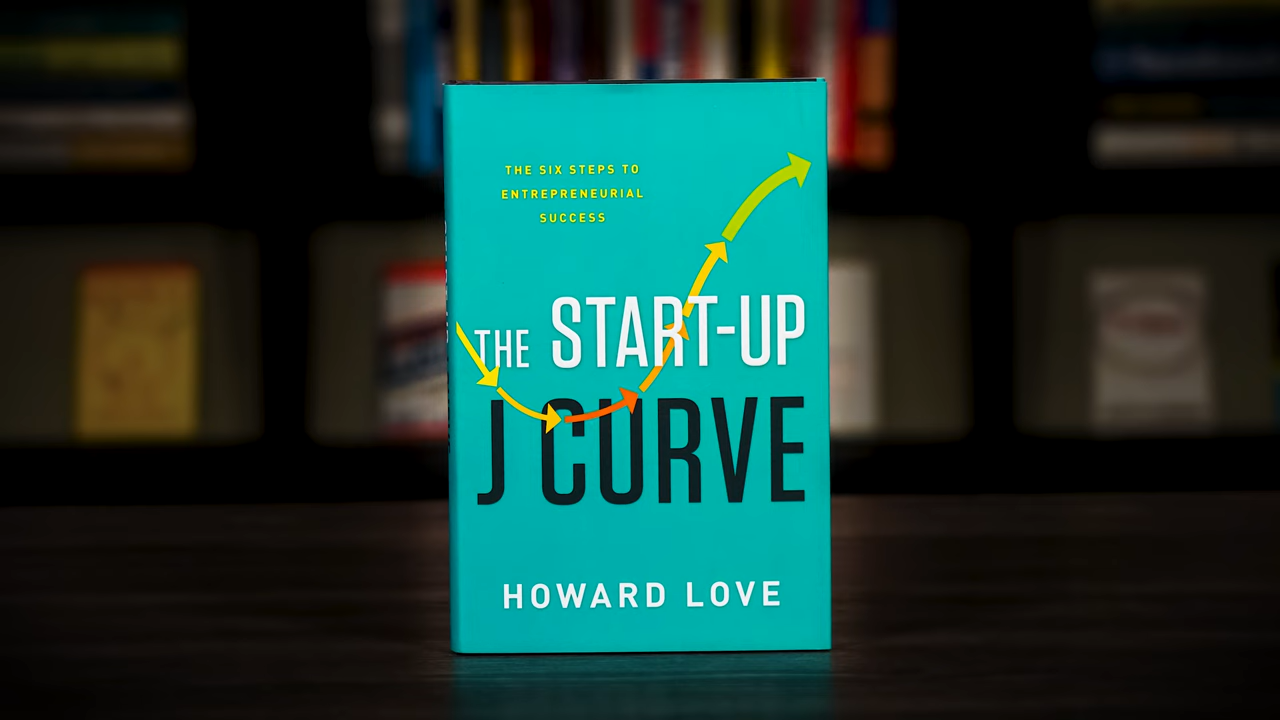 THE SIX STEPS TO
ENTREPRENEURIAL
SUCCESS
THE START-UP
J CURVE
HOWARD LOVE